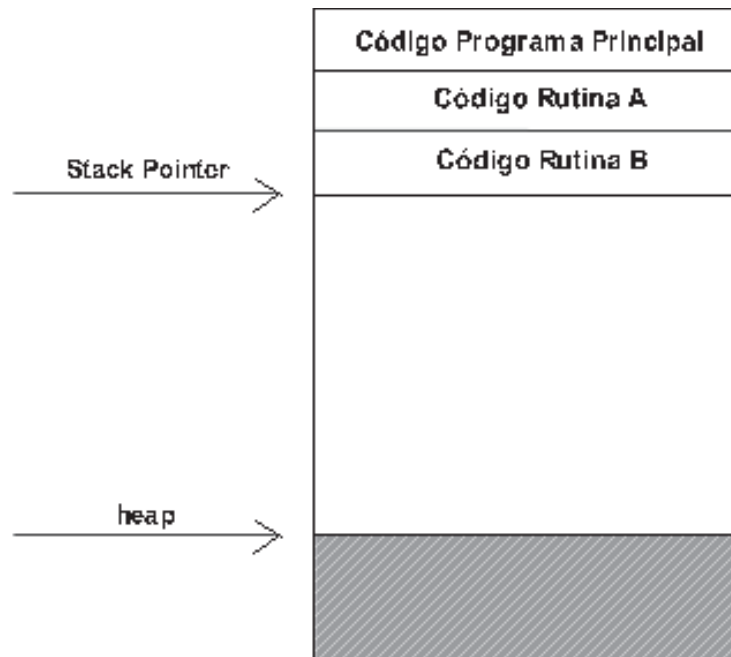 Código Programa Principal
Código Rutina A
Código Rutina B
Stack Pointer
heap